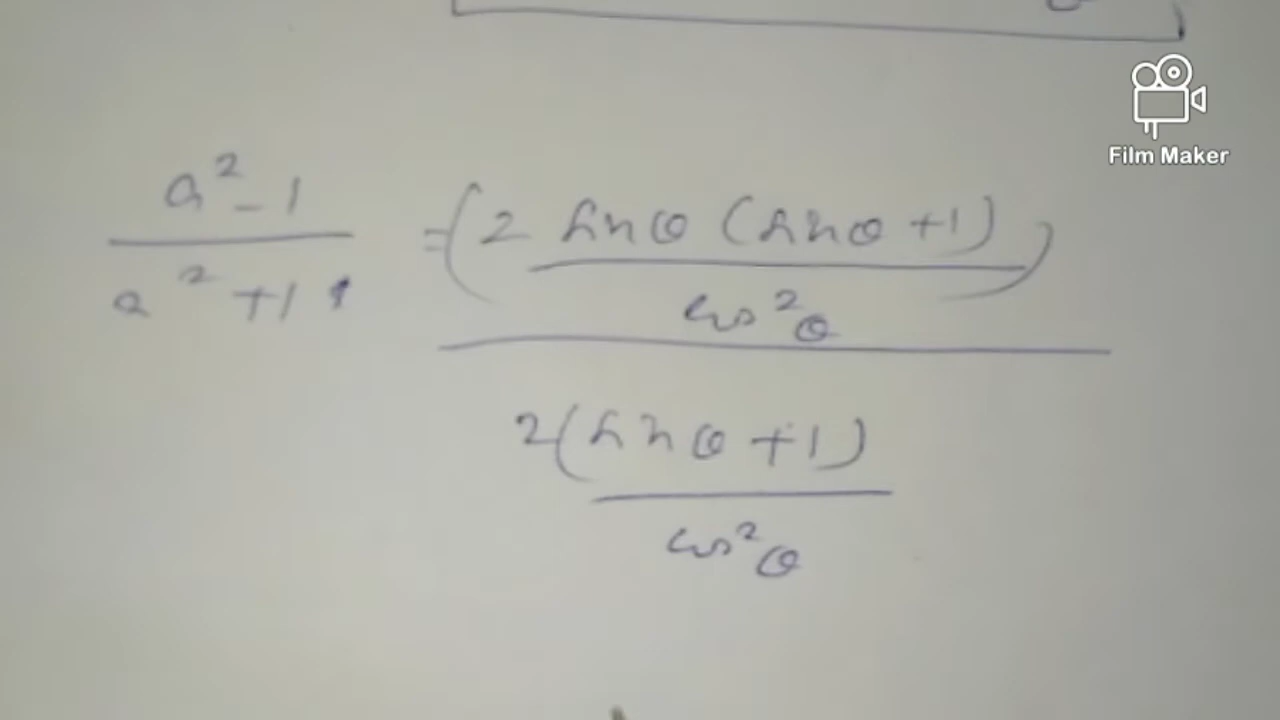 Film Maker
a² - 1 / a² + 1 = (2 sinθ (sinθ + 1) / cos²θ) / 2(sinθ + 1) / cos²θ